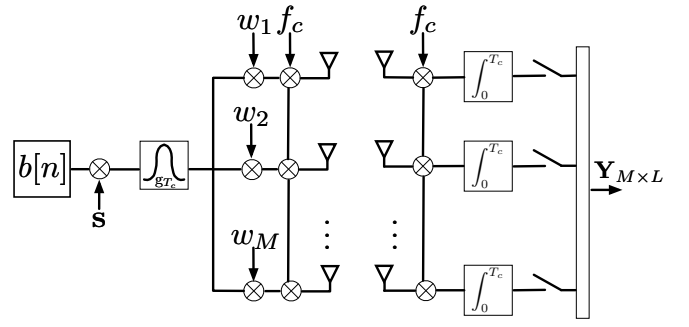 w_1 f_c
f_c
w_2
b[n]
s
g_{T_c}
w_M
∫_0^{T_c}
∫_0^{T_c}
∫_0^{T_c}
Y_{M×L}